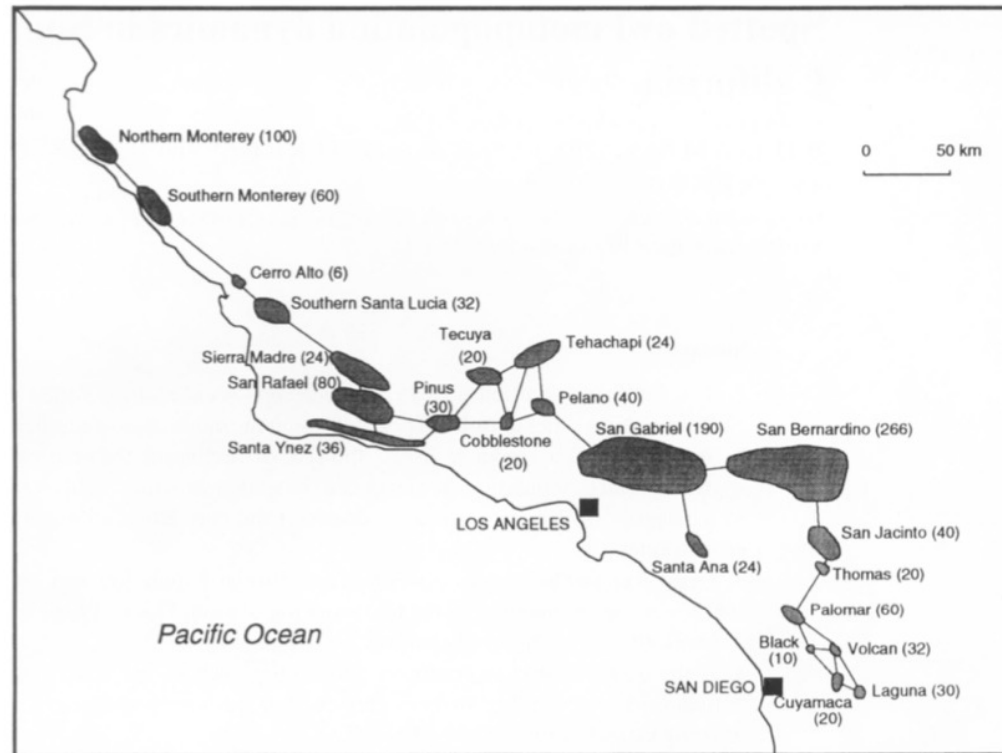 Northern Monterey (100)
0 50 km
Southern Monterey (60)
Cerro Alto (6)
Southern Santa Lucia (32)
Tecuya
(20)
Tehachapi (24)
Sierra Madre (24)
San Rafael (80)
Pinus
(30)
Pelano (40)
Santa Ynez (36)
Cobblestone
(20)
San Gabriel (190)
San Bernardino (266)
LOS ANGELES
San Jacinto (40)
Santa Ana (24)
Thomas (20)
Palomar (60)
Pacific Ocean
Black
(10)
Volcan (32)
SAN DIEGO
Laguna (30)
Cuyamaca
(20)